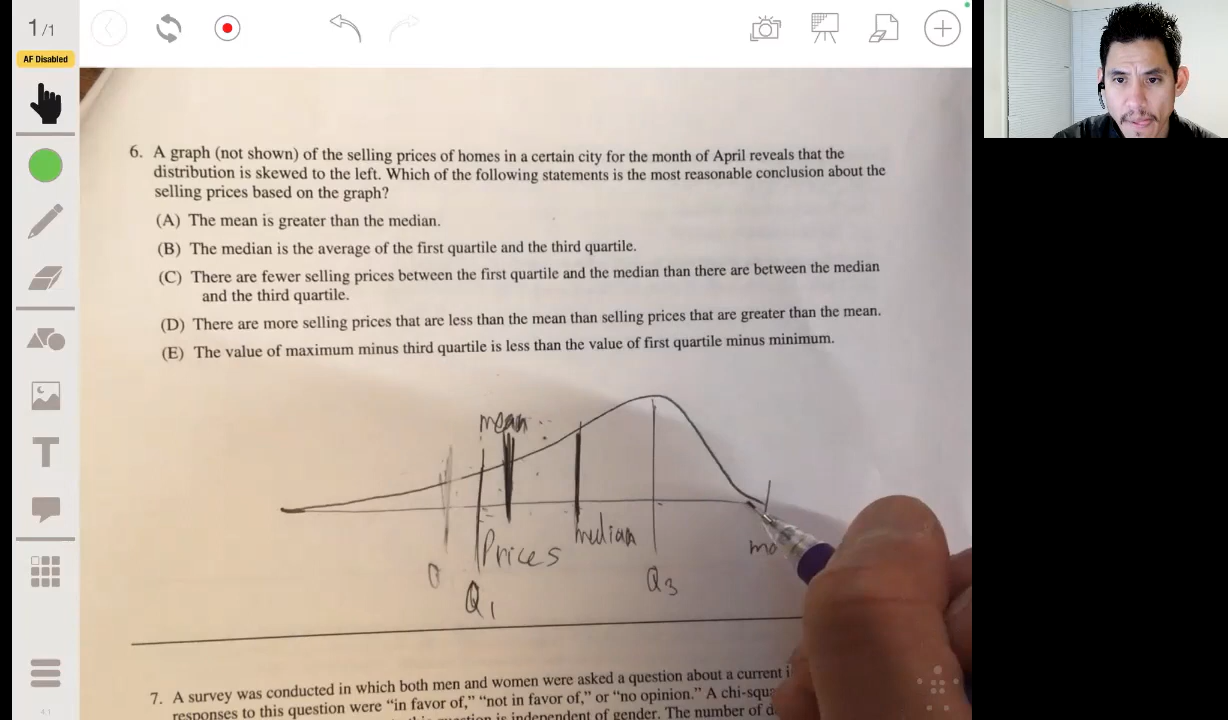 1/1
AF Disabled
6. A graph (not shown) of the selling prices of homes in a certain city for the month of April reveals that the
distribution is skewed to the left. Which of the following statements is the most reasonable conclusion about the
selling prices based on the graph?
(A) The mean is greater than the median.
(B) The median is the average of the first quartile and the third quartile.
(C) There are fewer selling prices between the first quartile and the median than there are between the median
and the third quartile.
(D) There are more selling prices that are less than the mean than selling prices that are greater than the mean.
(E) The value of maximum minus third quartile is less than the value of first quartile minus minimum.
mean
median
Prices
Q1
Q3
7. A survey was conducted in which both men and women were asked a question about a current
responses to this question were “in favor of,” “not in favor of,” or “no opinion.” A
question is independent of gender. The number of
T